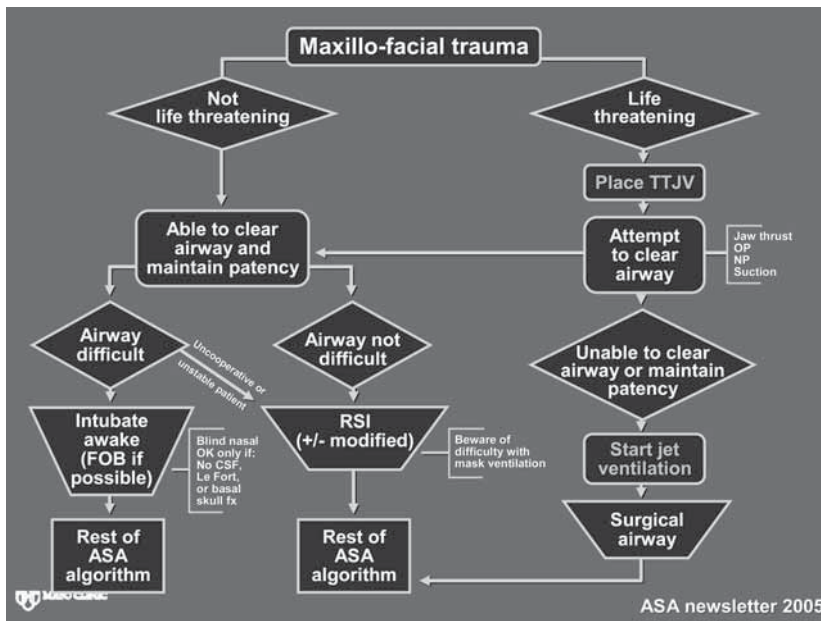 Maxillo-facial trauma
Not
life threatening
Life
threatening
Place TTJV
Able to clear
airway and
maintain patency
Attempt
to clear
airway
Jaw thrust
OP
NP
Suction
Airway
difficult
Uncooperative or
unstable patient
Airway not
difficult
Unable to clear
airway or maintain
patency
Intubate
awake
(FOB if
possible)
Blind nasal
OK only if:
No CSF,
Le Fort,
or basal
skull fx
RSI
(+/- modified)
Beware of
difficulty with
mask ventilation
Start jet
ventilation
Surgical
airway
Rest of
ASA
algorithm
Rest of
ASA
algorithm
CLINIC
ASA newsletter 2005